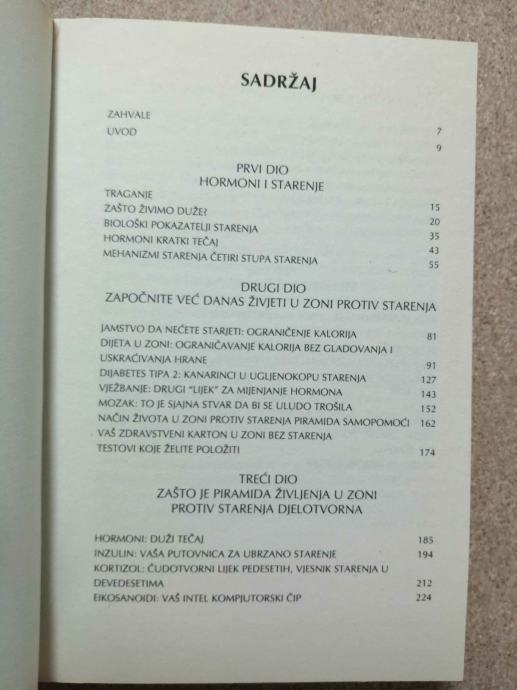 SADRŽAJ
ZAHVALE 7
UVOD 9
PRVI DIO
HORMONI I STARENJE
TRAGANJE 15
ZAŠTO ŽIVIMO DUŽE? 20
BIOLOŠKI POKAZATELJI STARENJA 35
HORMONI KRATKI TEČAJ 43
MEHANIZMI STARENJA ČETIRI STUPA STARENJA 55
DRUGI DIO
ZAPOČNITE VEĆ DANAS ŽIVJETI U ZONI PROTIV STARENJA
JAMSTVO DA NEĆETE STARJETI: OGRANIČENJE KALORIJA 81
DIJETA U ZONI: OGRANIČAVANJE KALORIJA BEZ GLADOVANJA I
USKRAĆIVANJA HRANE 91
DIJABETES TIPA 2: KANARINCI U UGLJENOKOPU STARENJA 127
VJEŽBANJE: DRUGI “LIJEK” ZA MIJENJANJE HORMONA 143
MOZAK: TO JE SJAJNA STVAR DA BI SE ULUDO TROŠILA 152
NAČIN ŽIVOTA U ZONI PROTIV STARENJA PIRAMIDA SAMOPOMOĆI 162
VAŠ ZDRAVSTVENI KARTON U ZONI BEZ STARENJA
TESTOVI KOJE ŽELITE POLOŽITI 174
TREĆI DIO
ZAŠTO JE PIRAMIDA ŽIVLJENJA U ZONI
PROTIV STARENJA DJELOTVORNA
HORMONI: DUŽI TEČAJ 185
INZULIN: VAŠA PUTOVNICA ZA UBRZANO STARENJE 194
KORTIZOL: ČUDOTVORNI LIJEK PEDESETIH, VJESNIK STARENJA U
DEVEDESETIMA 212
EIKOSANOIDI: VAŠ INTEL KOMPJUTORSKI ČIP 224